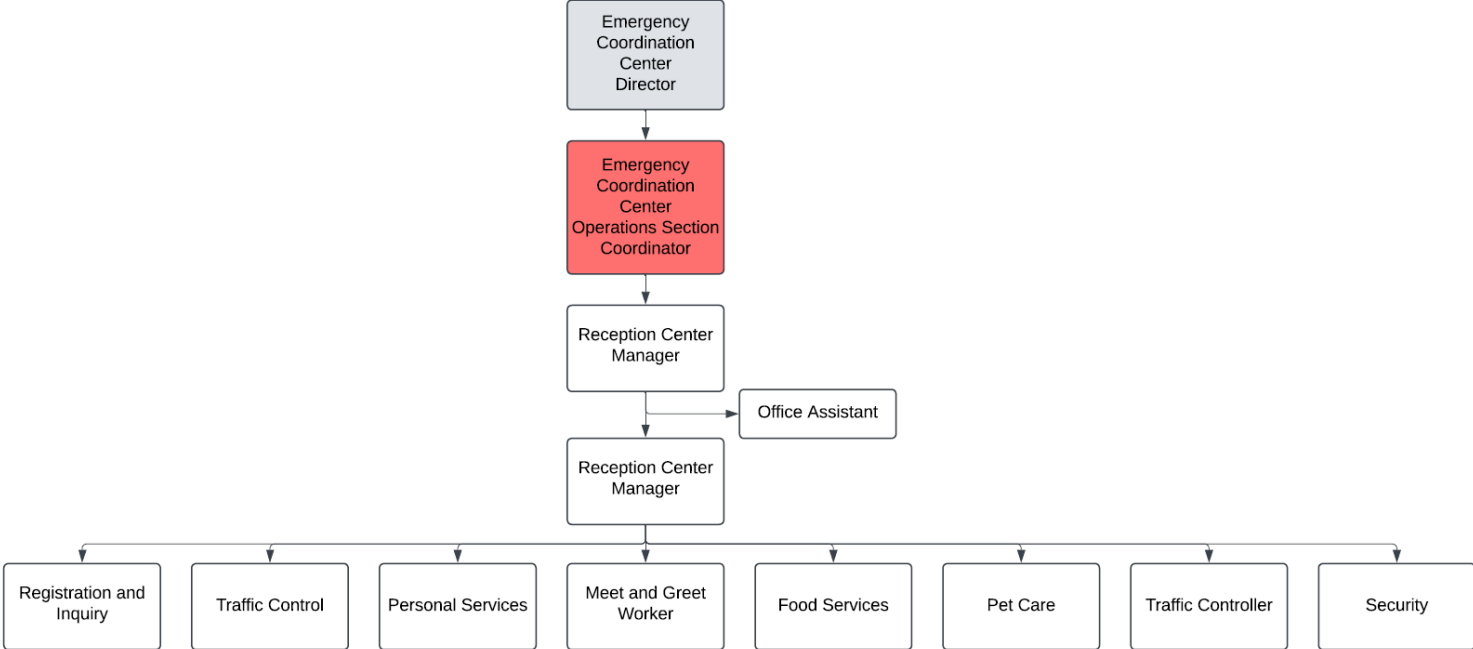 Emergency
Coordination
Center
Director
Emergency
Coordination
Center
Operations Section
Coordinator
Reception Center
Manager
Office Assistant
Reception Center
Manager
Registration and
Inquiry
Traffic Control
Personal Services
Meet and Greet
Worker
Food Services
Pet Care
Traffic Controller
Security